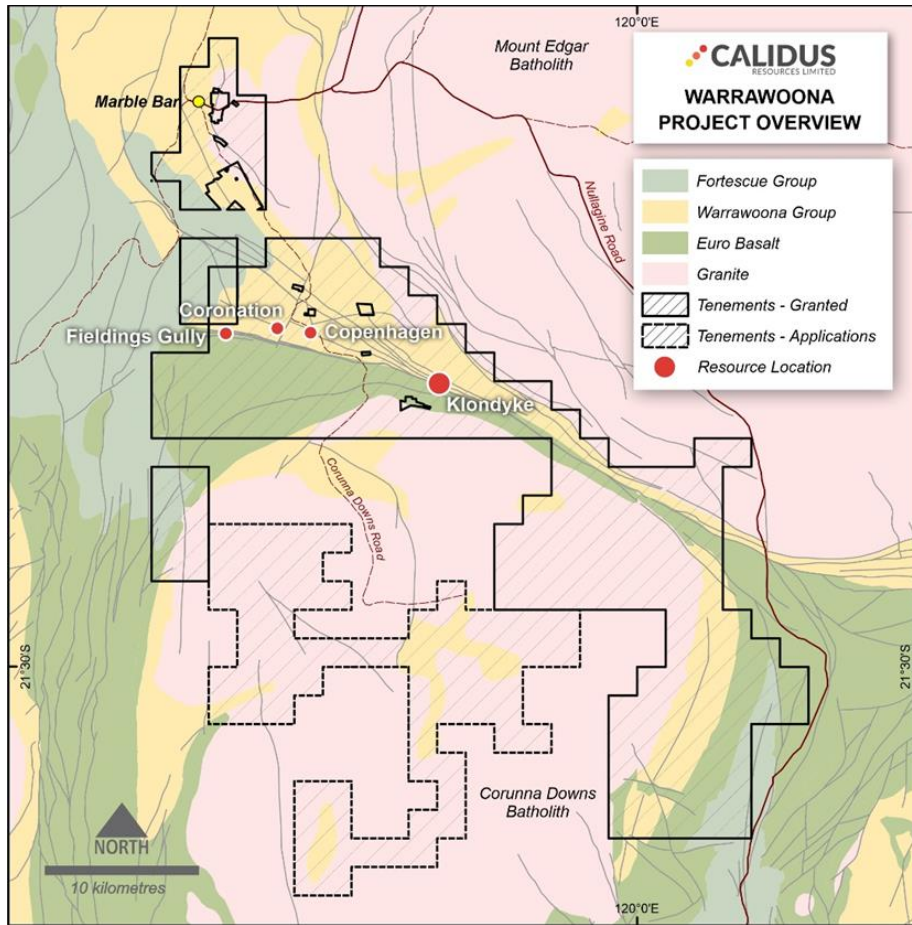 120°0'E
Mount Edgar
Batholith
CALIDUS
RESOURCES LIMITED
WARRAWOONA
PROJECT OVERVIEW
Marble Bar
Fortescue Group
Warrawoona Group
Euro Basalt
Granite
Tenements - Granted
Tenements - Applications
Resource Location
Nullagine Road
Coronation
Fieldings Gully
Copenhagen
Klondyke
Corunna Downs Road
21°30'S
21°30'S
Corunna Downs
Batholith
NORTH
10 kilometres
120°0'E